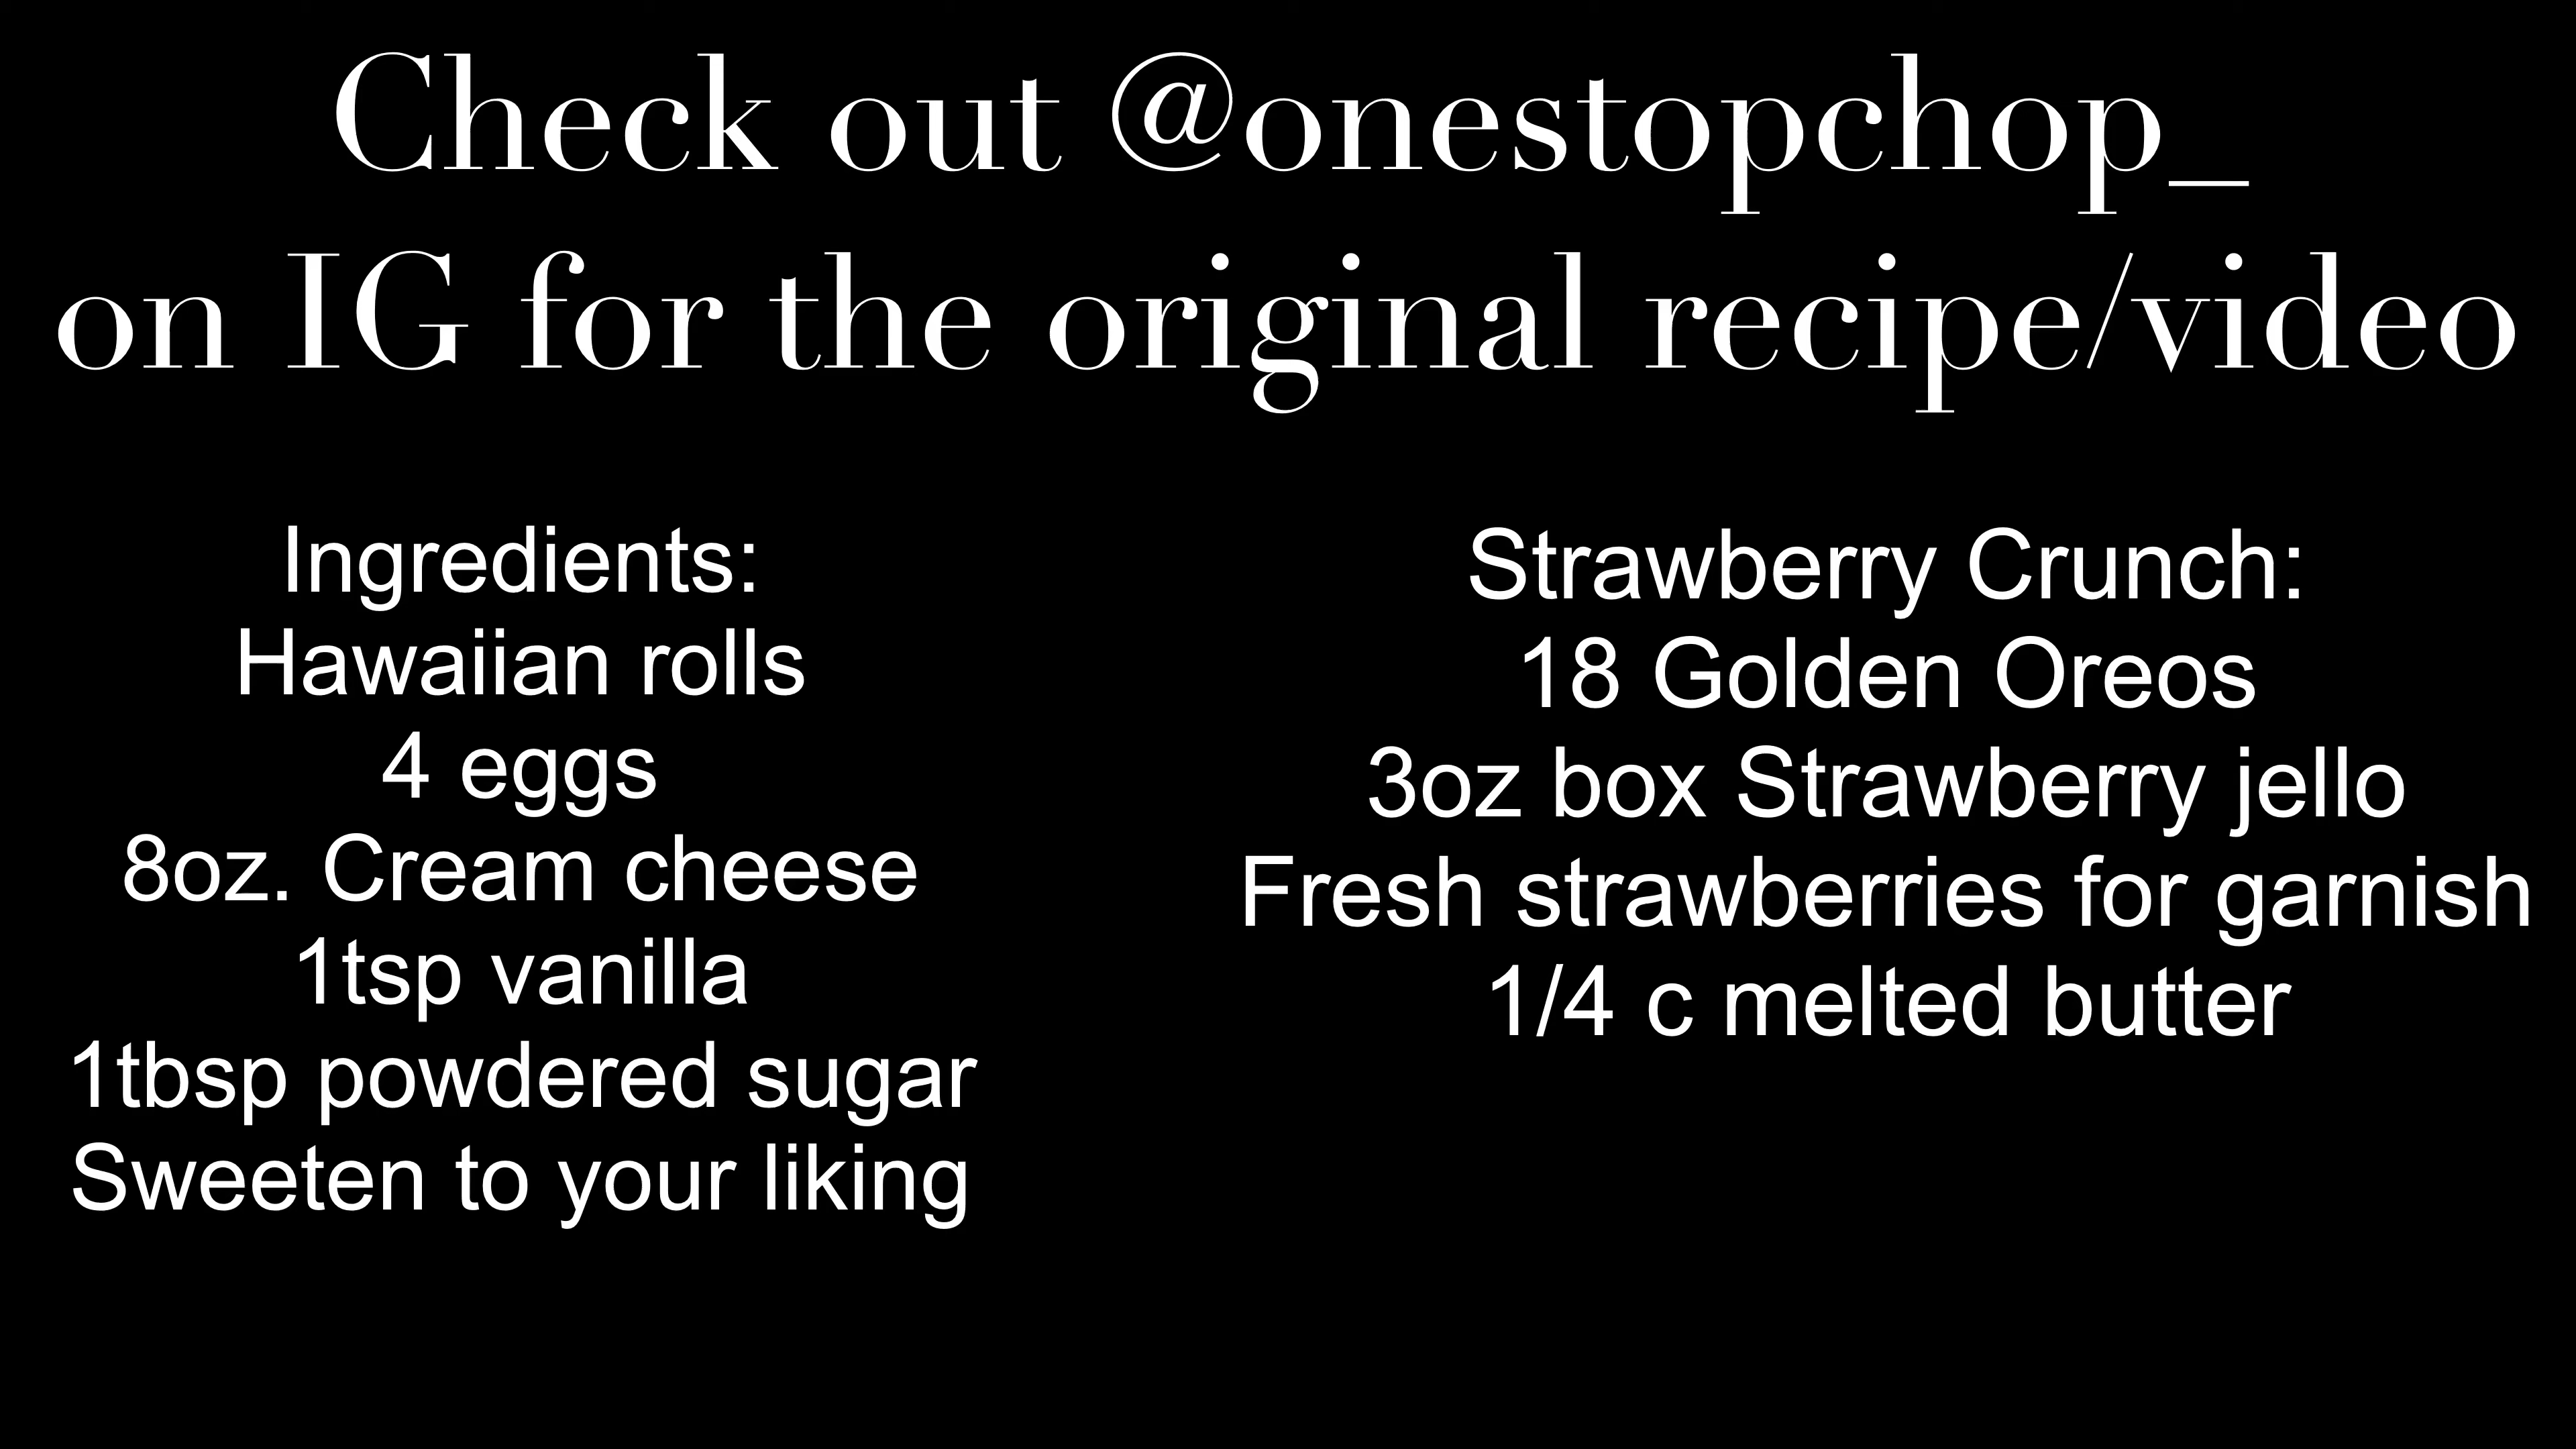 Check out @onestopchop_
on IG for the original recipe/video
Ingredients:
Hawaiian rolls
4 eggs
8oz. Cream cheese
1tsp vanilla
1tbsp powdered sugar
Sweeten to your liking
Strawberry Crunch:
18 Golden Oreos
3oz box Strawberry jello
Fresh strawberries for garnish
1/4 c melted butter